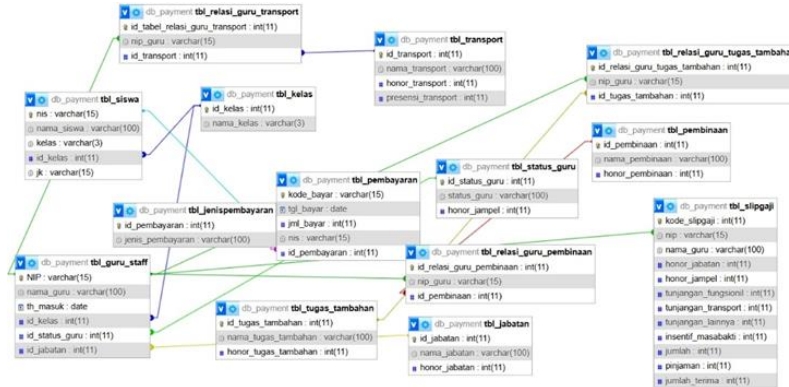 db_payment tbl_relasi_guru_transport
id_tabel_relasi_guru_transport : int(11)
nip_guru : varchar(15)
id_transport : int(11)
db_payment tbl_transport
id_transport : int(11)
nama_transport : varchar(100)
honor_transport : int(11)
presensi_transport : int(11)
db_payment tbl_relasi_guru_tugas_tambaha
id_relasi_guru_tugas_tambahan : int(11)
nip_guru : varchar(15)
id_tugas_tambahan : int(11)
db_payment tbl_siswa
nis : varchar(15)
nama_siswa : varchar(100)
kelas : varchar(3)
id_kelas : int(11)
jk : varchar(15)
db_payment tbl_kelas
id_kelas : int(11)
nama_kelas : varchar(3)
db_payment tbl_pembinaan
id_pembinaan : int(11)
nama_pembinaan : varchar(100)
honor_pembinaan : int(11)
db_payment tbl_pembayaran
kode_bayar : varchar(15)
tgl_bayar : date
jml_bayar : int(11)
nis : varchar(15)
id_pembayaran : int(11)
db_payment tbl_status_guru
id_status_guru : int(11)
status_guru : varchar(100)
honor_jampel : int(11)
db_payment tbl_jenispembayaran
id_pembayaran : int(11)
jenis_pembayaran : varchar(100)
db_payment tbl_slipgaji
kode_slipgaji : int(11)
nip : varchar(15)
nama_guru : varchar(100)
honor_jabatan : int(11)
honor_jampel : int(11)
tunjangan_fungsionil : int(11)
tunjangan_transport : int(11)
tunjangan_lainnya : int(11)
insentif_masabakti : int(11)
jumlah : int(11)
pinjaman : int(11)
jumlah_terima : int(11)
db_payment tbl_guru_staff
NIP : varchar(15)
nama_guru : varchar(100)
th_masuk : date
id_kelas : int(11)
id_status_guru : int(11)
id_jabatan : int(11)
db_payment tbl_relasi_guru_pembinaan
id_relasi_guru_pembinaan : int(11)
nip_guru : varchar(15)
id_pembinaan : int(11)
db_payment tbl_tugas_tambahan
id_tugas_tambahan : int(11)
nama_tugas_tambahan : varchar(100)
honor_tugas_tambahan : int(11)
db_payment tbl_jabatan
id_jabatan : int(11)
nama_jabatan : varchar(100)
honor_jabatan : int(11)